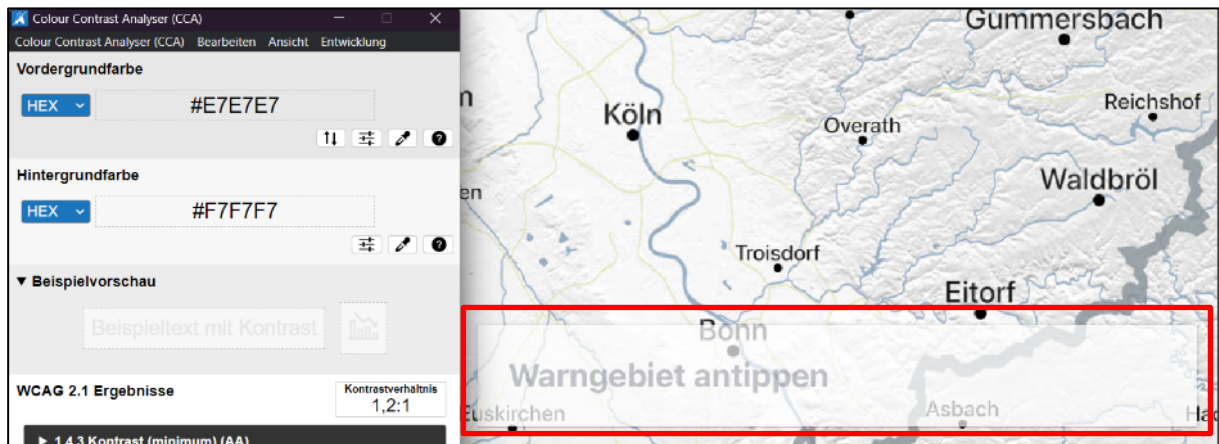 Colour Contrast Analyser (CCA)
Colour Contrast Analyser (CCA) Bearbeiten Ansicht Entwicklung
Vordergrundfarbe
HEX #E7E7E7
Hintergrundfarbe
HEX #F7F7F7
▼ Beispielvorschau
Beispieltext mit Kontrast
WCAG 2.1 Ergebnisse
Kontrastverhältnis
1,2:1
▶ 1.4.3 Kontrast (minimum) (AA)
Gummersbach
Köln
Reichshof
Overath
en
Waldbröl
Troisdorf
Eitorf
Bonn
Warngebiet antippen
Euskirchen
Asbach